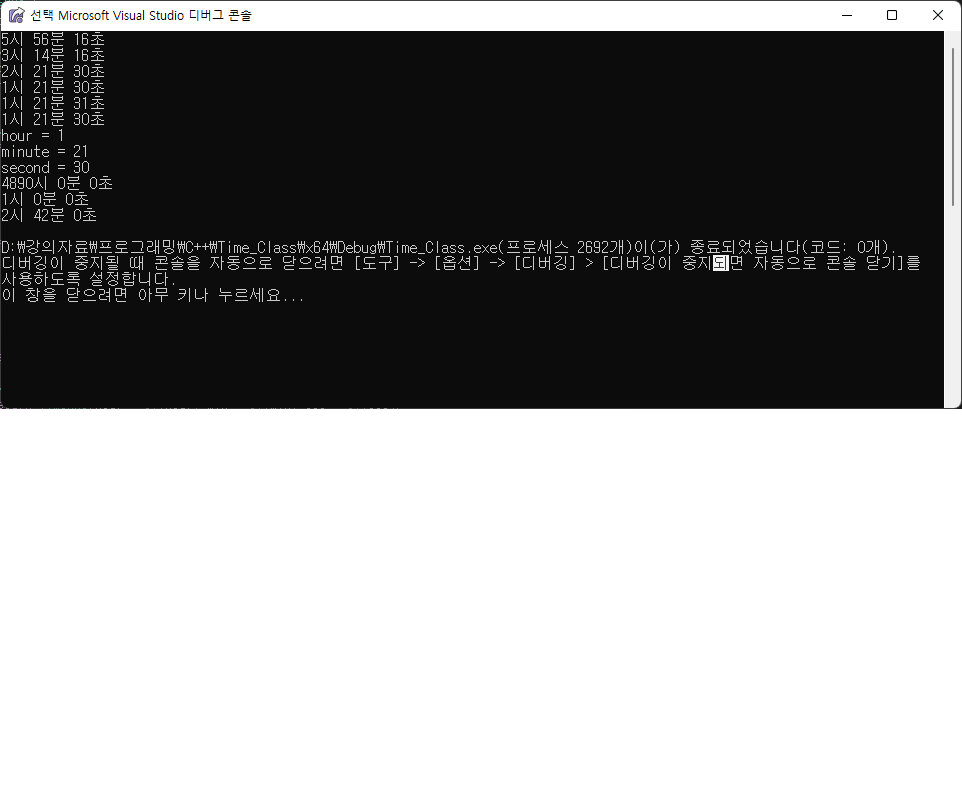 선택 Microsoft Visual Studio 디버그 콘솔
5시 56분 16초
3시 14분 16초
2시 21분 30초
1시 21분 30초
1시 21분 31초
1시 21분 30초
hour = 1
minute = 21
second = 30
4890시 0분 0초
1시 0분 0초
2시 42분 0초
D:₩강의자료₩프로그래밍₩C++₩Time_Class₩x64₩Debug₩Time_Class.exe(프로세스 2692개)이(가) 종료되었습니다(코드: 0개).
디버깅이 중지될 때 콘솔을 자동으로 닫으려면 [도구] -> [옵션] -> [디버깅] > [디버깅이 중지되면 자동으로 콘솔 닫기]를
사용하도록 설정합니다.
이 창을 닫으려면 아무 키나 누르세요...